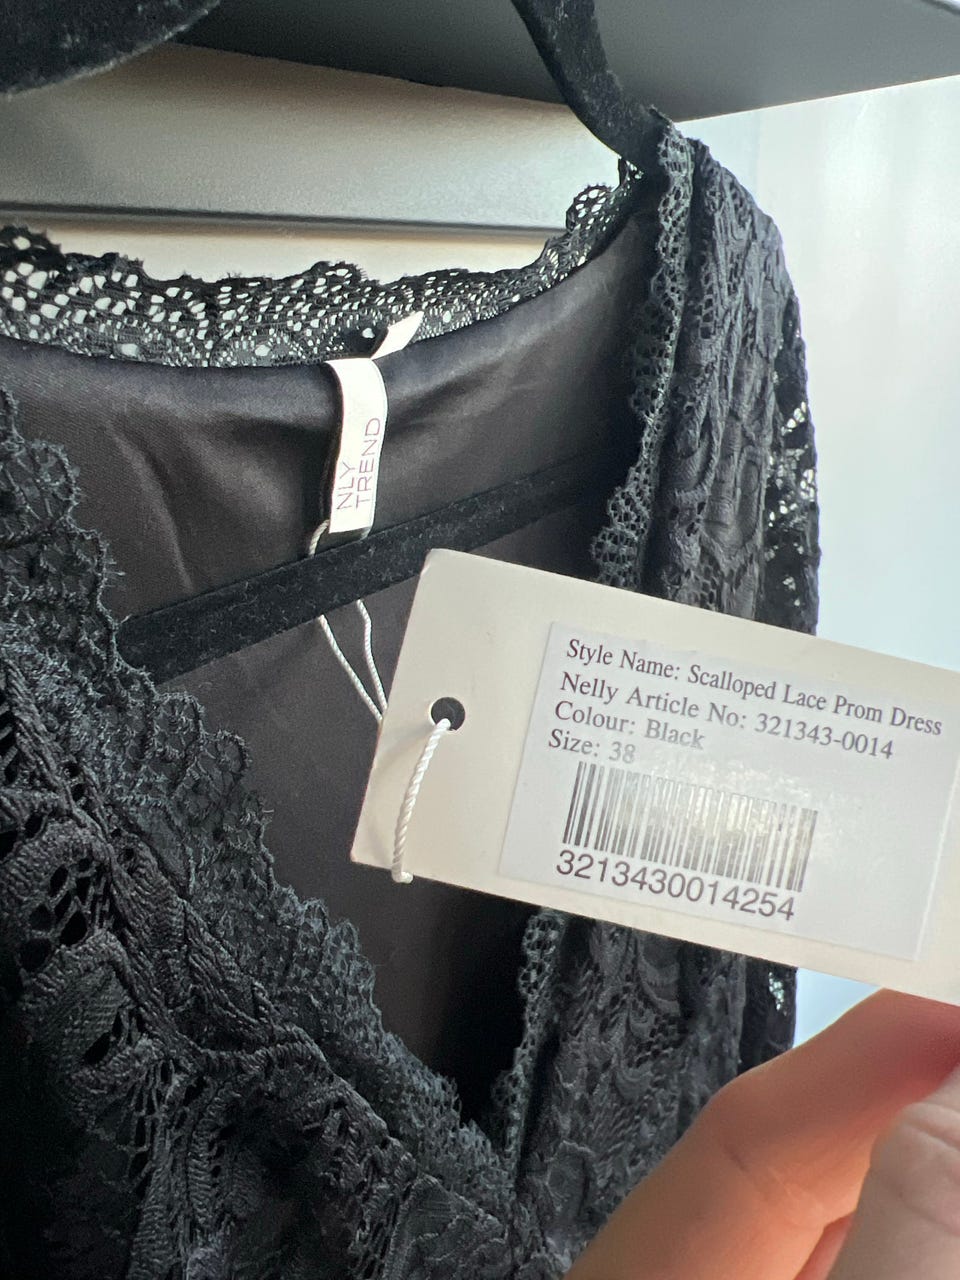 NLY
TREND
Style Name: Scalloped Lace Prom Dress
Nelly Article No: 321343-0014
Colour: Black
Size: 38
3213430014254